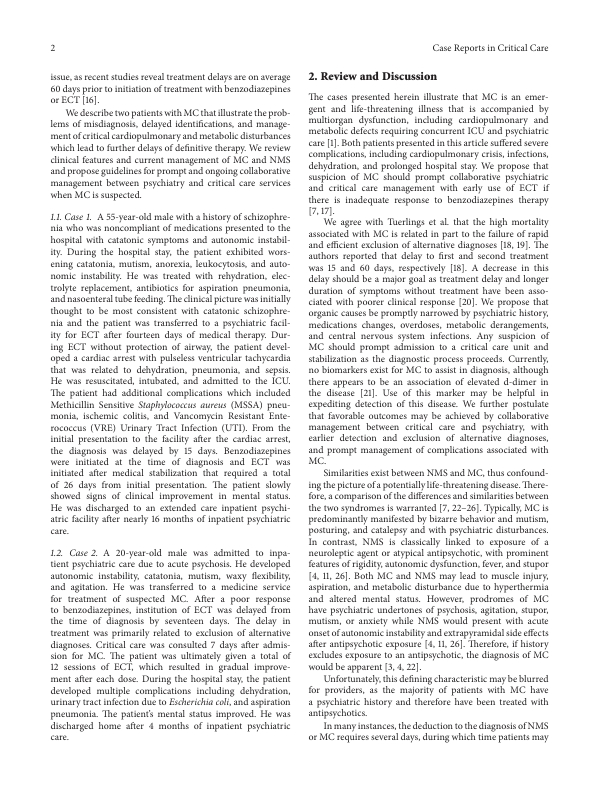 2
Case Reports in Critical Care
issue, as recent studies reveal treatment delays are on average
60 days prior to initiation of treatment with benzodiazepines
or ECT [16].
We describe two patients with MC that illustrate the prob-
lems of misdiagnosis, delayed identifications, and manage-
ment of critical cardiopulmonary and metabolic disturbances
which lead to further delays of definitive therapy. We review
clinical features and current management of MC and NMS
and propose guidelines for prompt and ongoing collaborative
management between psychiatry and critical care services
when MC is suspected.
1.1. Case 1. A 55-year-old male with a history of schizophre-
nia who was noncompliant of medications presented to the
hospital with catatonic symptoms and autonomic instabil-
ity. During the hospital stay, the patient exhibited wors-
ening catatonia, mutism, anorexia, leukocytosis, and auto-
nomic instability. He was treated with rehydration, elec-
trolyte replacement, antibiotics for aspiration pneumonia,
and nasoenteral tube feeding. The clinical picture was initially
thought to be most consistent with catatonic schizophre-
nia and the patient was transferred to a psychiatric facil-
ity for ECT after fourteen days of medical therapy. Dur-
ing ECT without protection of airway, the patient devel-
oped a cardiac arrest with pulseless ventricular tachycardia
that was related to dehydration, pneumonia, and sepsis.
He was resuscitated, intubated, and admitted to the ICU.
The patient had additional complications which included
Methicillin Sensitive Staphylococcus aureus (MSSA) pneu-
monia, ischemic colitis, and Vancomycin Resistant Ente-
rococcus (VRE) Urinary Tract Infection (UTI). From the
initial presentation to the facility after the cardiac arrest,
the diagnosis was delayed by 15 days. Benzodiazepines
were initiated at the time of diagnosis and ECT was
initiated after medical stabilization that required a total
of 26 days from initial presentation. The patient slowly
showed signs of clinical improvement in mental status.
He was discharged to an extended care inpatient psychi-
atric facility after nearly 16 months of inpatient psychiatric
care.
1.2. Case 2. A 20-year-old male was admitted to inpa-
tient psychiatric care due to acute psychosis. He developed
autonomic instability, catatonia, mutism, waxy flexibility,
and agitation. He was transferred to a medicine service
for treatment of suspected MC. After a poor response
to benzodiazepines, institution of ECT was delayed from
the time of diagnosis by seventeen days. The delay in
treatment was primarily related to exclusion of alternative
diagnoses. Critical care was consulted 7 days after admis-
sion for MC. The patient was ultimately given a total of
12 sessions of ECT, which resulted in gradual improve-
ment after each dose. During the hospital stay, the patient
developed multiple complications including dehydration,
urinary tract infection due to Escherichia coli, and aspiration
pneumonia. The patient's mental status improved. He was
discharged home after 4 months of inpatient psychiatric
care.
2. Review and Discussion
The cases presented herein illustrate that MC is an emer-
gent and life-threatening illness that is accompanied by
multiorgan dysfunction, including cardiopulmonary and
metabolic defects requiring concurrent ICU and psychiatric
care [1]. Both patients presented in this article suffered severe
complications, including cardiopulmonary crisis, infections,
dehydration, and prolonged hospital stay. We propose that
suspicion of MC should prompt collaborative psychiatric
and critical care management with early use of ECT if
there is inadequate response to benzodiazepines therapy
[7, 17].
We agree with Tuerlings et al. that the high mortality
associated with MC is related in part to the failure of rapid
and efficient exclusion of alternative diagnoses [18, 19]. The
authors reported that delay to first and second treatment
was 15 and 60 days, respectively [18]. A decrease in this
delay should be a major goal as treatment delay and longer
duration of symptoms without treatment have been asso-
ciated with poorer clinical response [20]. We propose that
organic causes be promptly narrowed by psychiatric history,
medications changes, overdoses, metabolic derangements,
and central nervous system infections. Any suspicion of
MC should prompt admission to a critical care unit and
stabilization as the diagnostic process proceeds. Currently,
no biomarkers exist for MC to assist in diagnosis, although
there appears to be an association of elevated d-dimer in
the disease [21]. Use of this marker may be helpful in
expediting detection of this disease. We further postulate
that favorable outcomes may be achieved by collaborative
management between critical care and psychiatry, with
earlier detection and exclusion of alternative diagnoses,
and prompt management of complications associated with
MC.
Similarities exist between NMS and MC, thus confound-
ing the picture of a potentially life-threatening disease. There-
fore, a comparison of the differences and similarities between
the two syndromes is warranted [7, 22–26]. Typically, MC is
predominantly manifested by bizarre behavior and mutism,
posturing, and catalepsy and with psychiatric disturbances.
In contrast, NMS is classically linked to exposure of a
neuroleptic agent or atypical antipsychotic, with prominent
features of rigidity, autonomic dysfunction, fever, and stupor
[4, 11, 26]. Both MC and NMS may lead to muscle injury,
aspiration, and metabolic disturbance due to hyperthermia
and altered mental status. However, prodromes of MC
have psychiatric undertones of psychosis, agitation, stupor,
mutism, or anxiety while NMS would present with acute
onset of autonomic instability and extrapyramidal side effects
after antipsychotic exposure [4, 11, 26]. Therefore, if history
excludes exposure to an antipsychotic, the diagnosis of MC
would be apparent [3, 4, 22].
Unfortunately, this defining characteristic may be blurred
for providers, as the majority of patients with MC have
a psychiatric history and therefore have been treated with
antipsychotics.
In many instances, the deduction to the diagnosis of NMS
or MC requires several days, during which time patients may